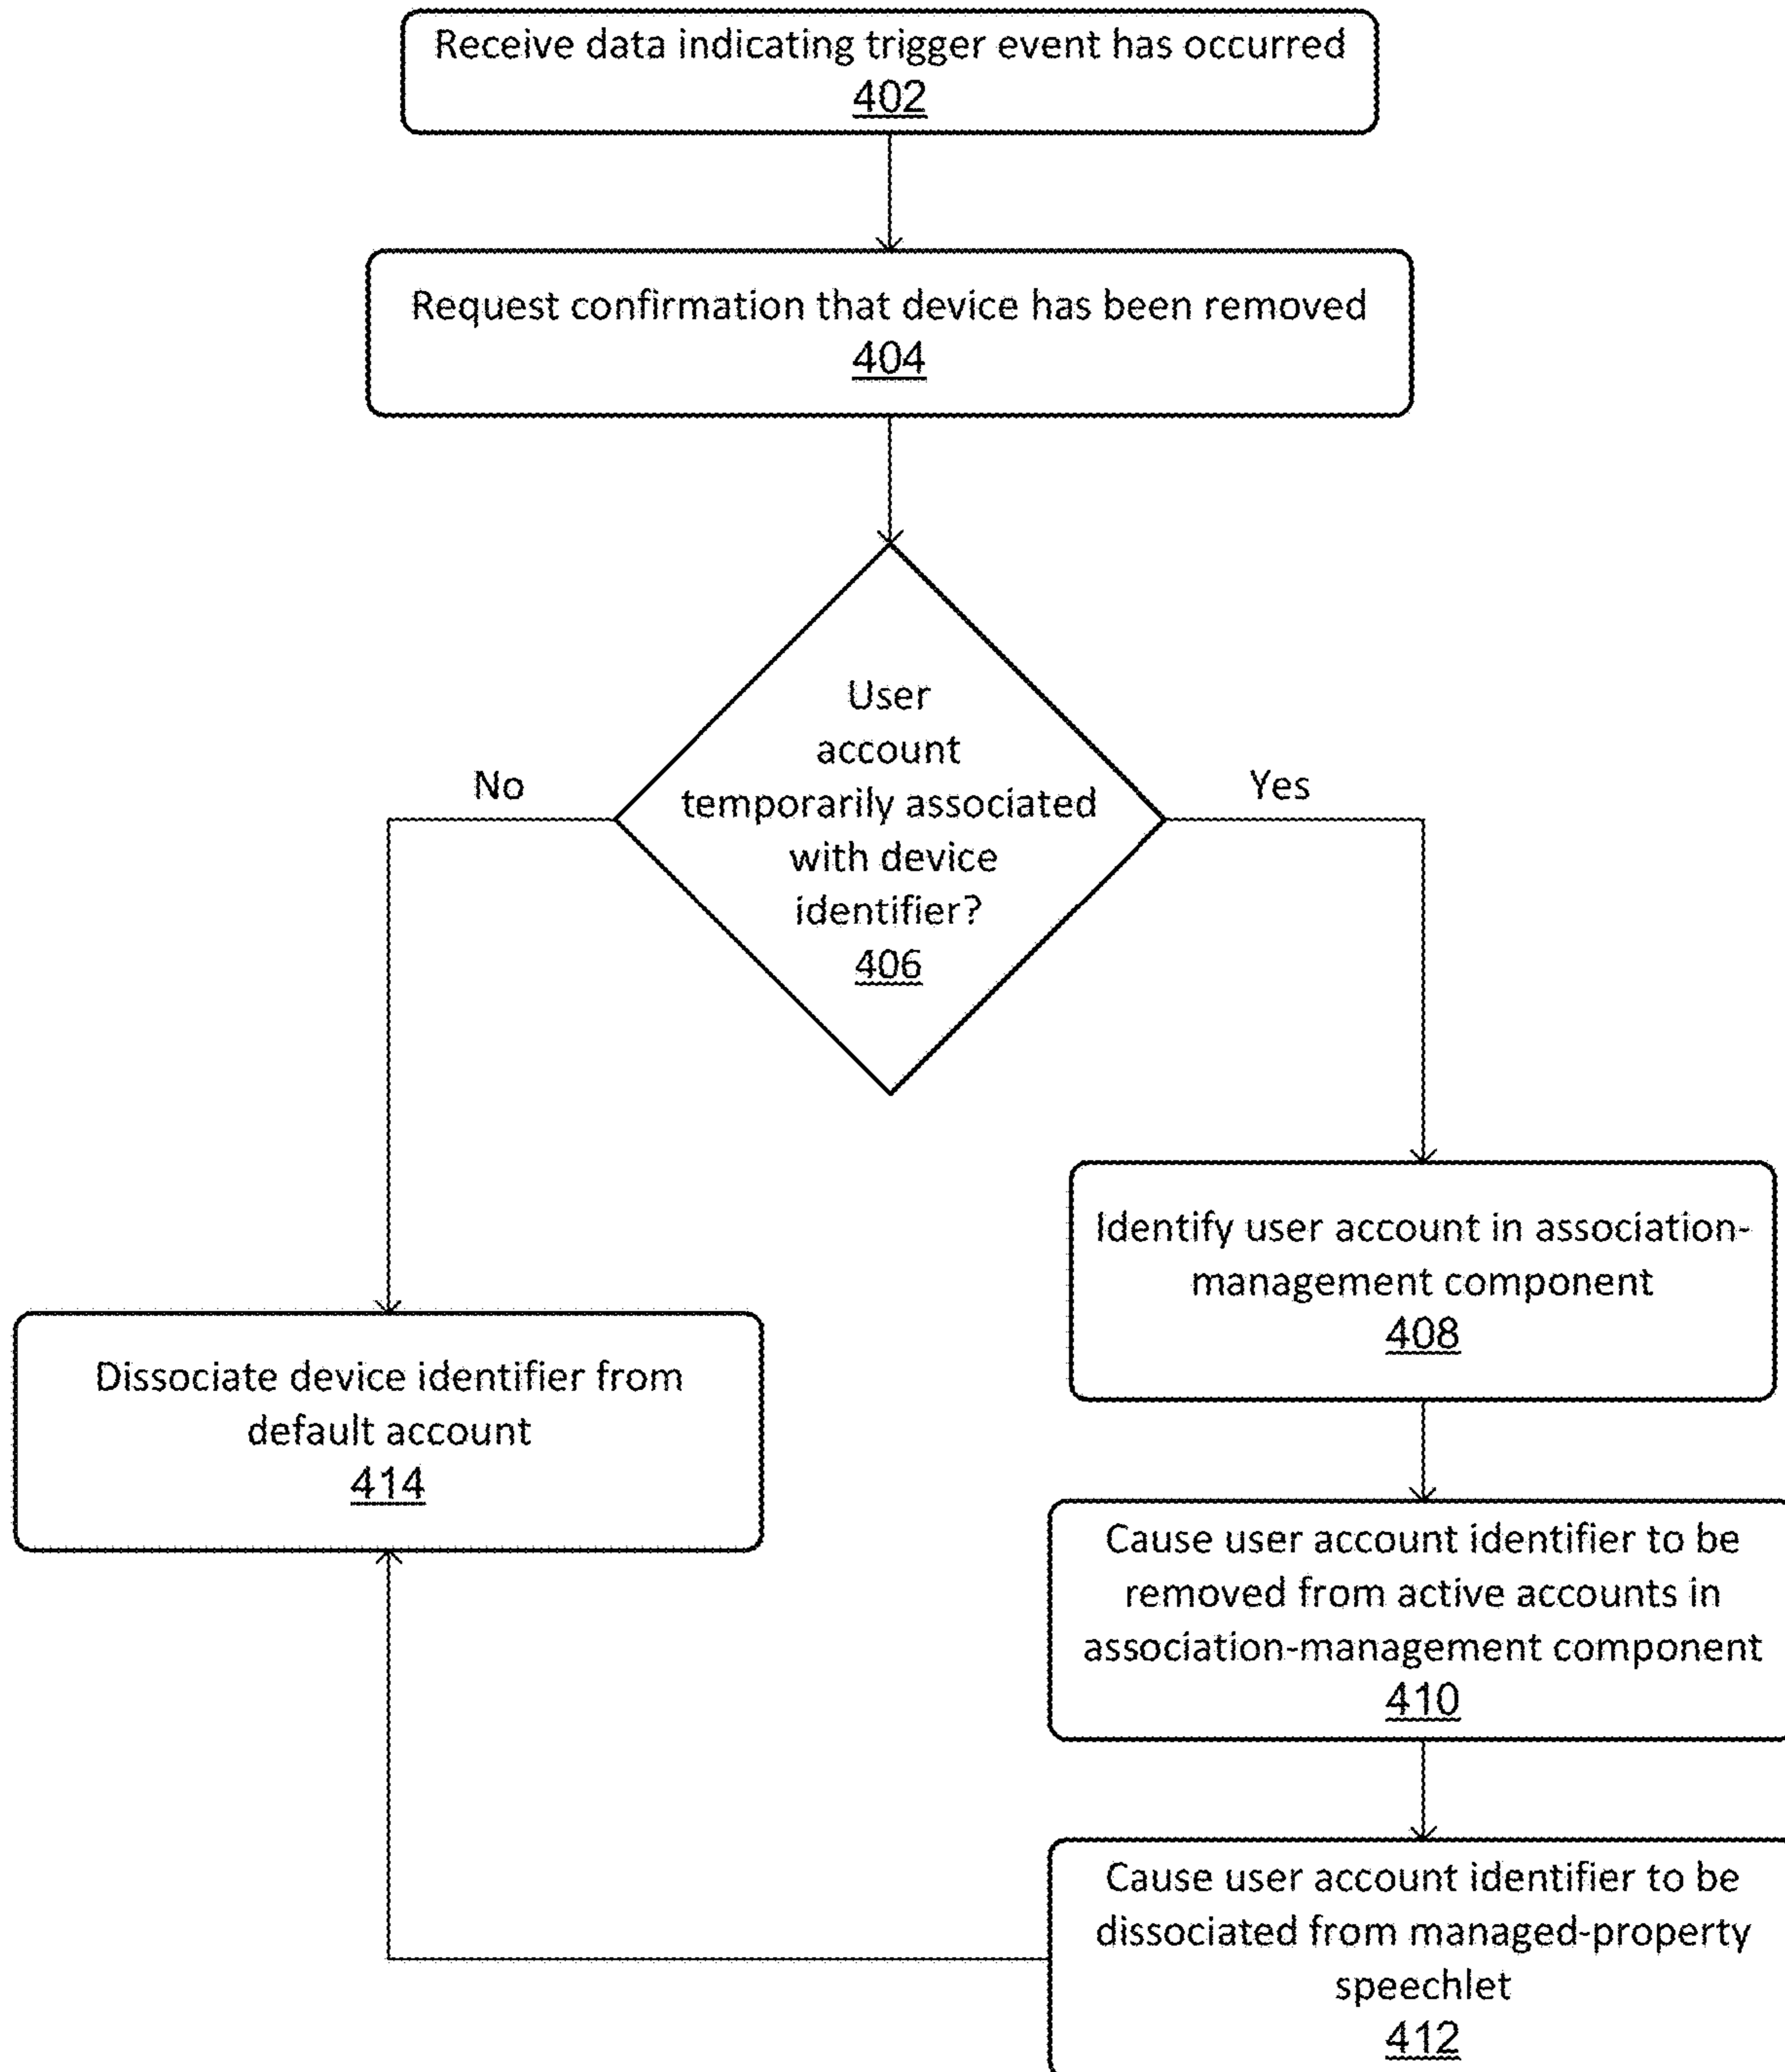 Receive data indicating trigger event has occurred
402
Request confirmation that device has been removed
404
User
account
temporarily associated
with device
identifier?
406
No
Yes
Identify user account in association-
management component
408
Dissociate device identifier from
default account
414
Cause user account identifier to be
removed from active accounts in
association-management component
410
Cause user account identifier to be
dissociated from managed-property
speechlet
412